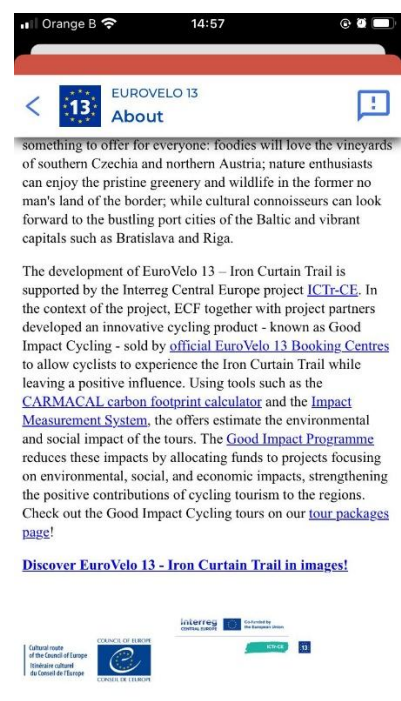 Orange B 14:57
EUROVELO 13
13 About
something to offer for everyone: foodies will love the vineyards
of southern Czechia and northern Austria; nature enthusiasts
can enjoy the pristine greenery and wildlife in the former no
man's land of the border; while cultural connoisseurs can look
forward to the bustling port cities of the Baltic and vibrant
capitals such as Bratislava and Riga.
The development of EuroVelo 13 – Iron Curtain Trail is
supported by the Interreg Central Europe project ICTr-CE. In
the context of the project, ECF together with project partners
developed an innovative cycling product - known as Good
Impact Cycling - sold by official EuroVelo 13 Booking Centres
to allow cyclists to experience the Iron Curtain Trail while
leaving a positive influence. Using tools such as the
CARMACAL carbon footprint calculator and the Impact
Measurement System, the offers estimate the environmental
and social impact of the tours. The Good Impact Programme
reduces these impacts by allocating funds to projects focusing
on environmental, social, and economic impacts, strengthening
the positive contributions of cycling tourism to the regions.
Check out the Good Impact Cycling tours on our tour packages
page!
Discover EuroVelo 13 - Iron Curtain Trail in images!
Interreg Co-funded by
CENTRAL EUROPE the European Union
ICTr-CE 13
COUNCIL OF EUROPE
Cultural route
of the Council of Europe
Itinéraire culturel
du Conseil de l'Europe
CONSEIL DE L'EUROPE